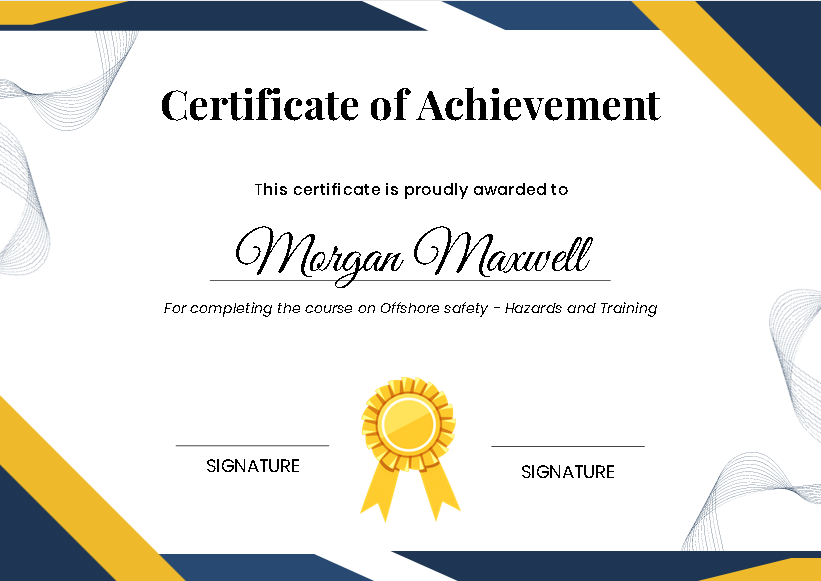 Certificate of Achievement
This certificate is proudly awarded to
Morgan Maxwell
For completing the course on Offshore safety - Hazards and Training
SIGNATURE
SIGNATURE